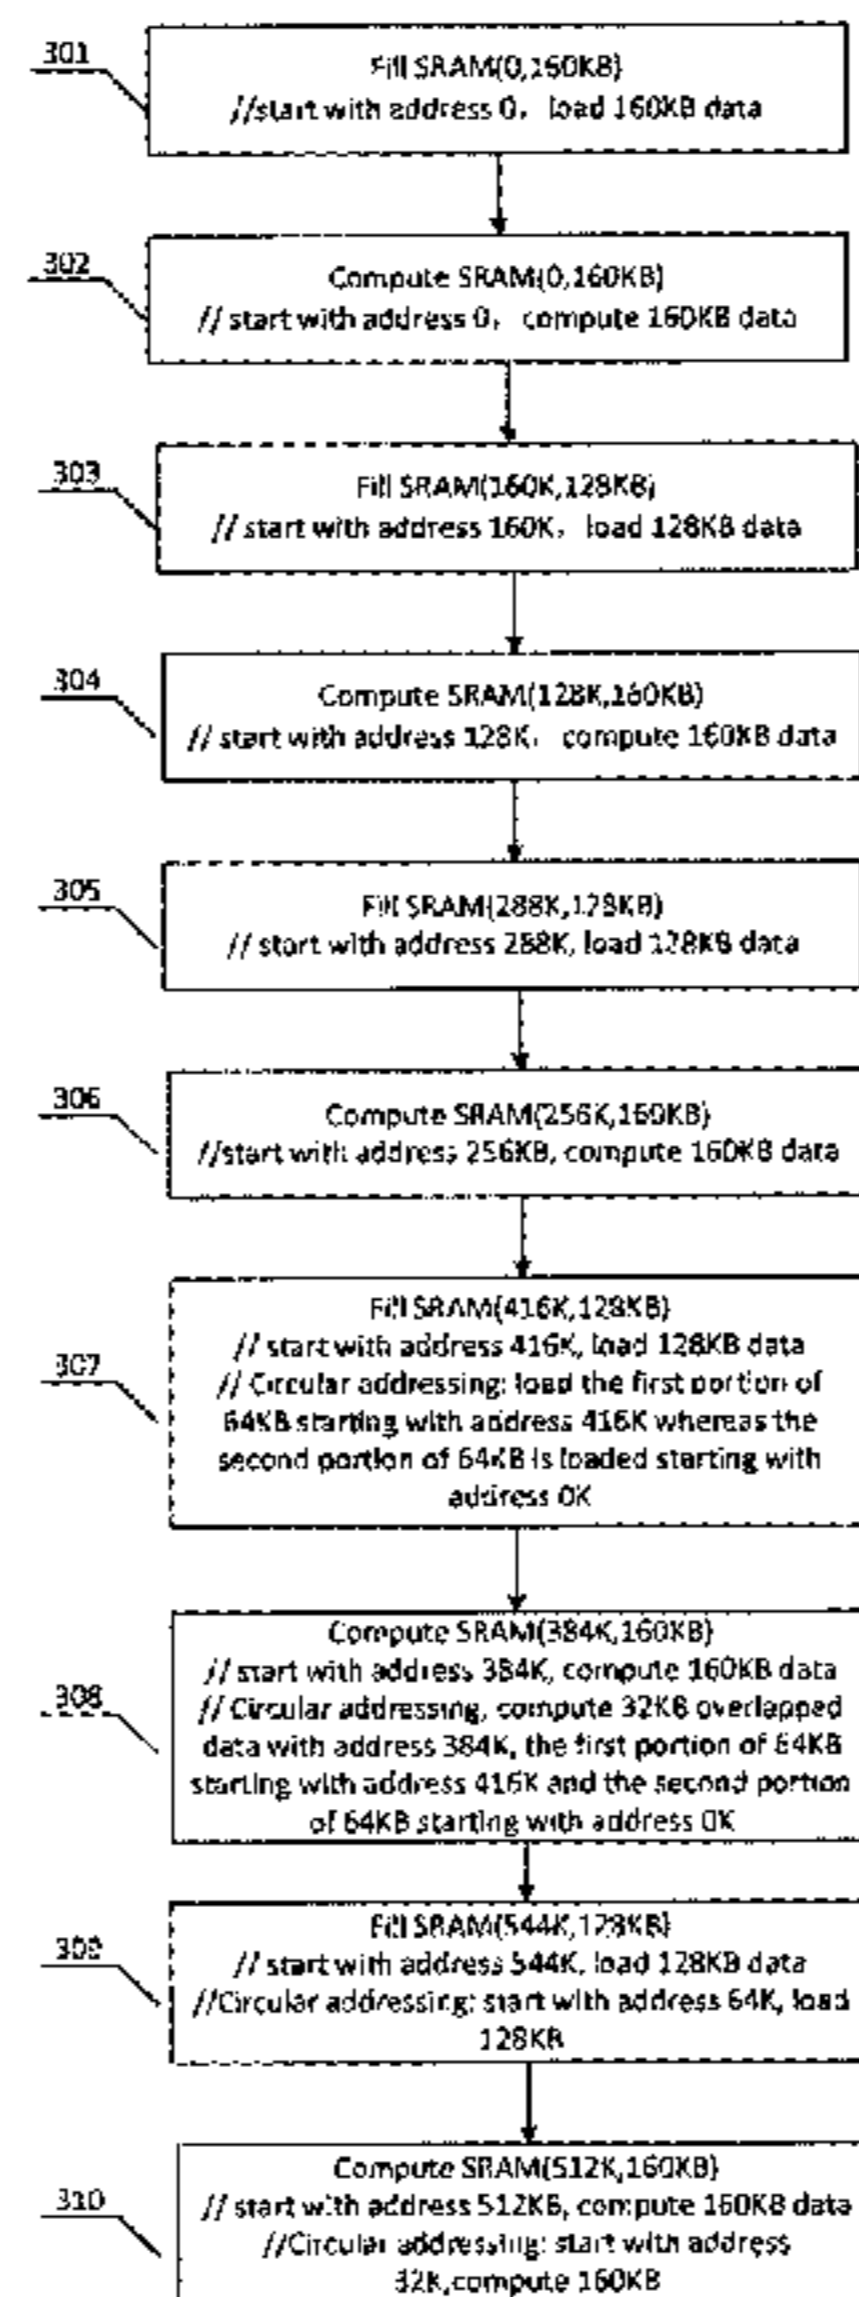 301
Fill SRAM(0,160KB)
//start with address 0, load 160KB data
302
Compute SRAM(0,160KB)
// start with address 0, compute 160KB data
303
Fill SRAM(160K,128KB)
// start with address 160K, load 128KB data
304
Compute SRAM(128K,160KB)
// start with address 128K, compute 160KB data
305
Fill SRAM(288K,128KB)
// start with address 288K, load 128KB data
306
Compute SRAM(256K,160KB)
//start with address 256KB, compute 160KB data
307
Fill SRAM(416K,128KB)
// start with address 416K, load 128KB data
// Circular addressing: load the first portion of
64KB starting with address 416K whereas the
second portion of 64KB is loaded starting with
address 0K
308
Compute SRAM(384K,160KB)
// start with address 384K, compute 160KB data
// Circular addressing, compute 32KB overlapped
data with address 384K, the first portion of 64KB
starting with address 416K and the second portion
of 64KB starting with address 0K
309
Fill SRAM(544K,128KB)
// start with address 544K, load 128KB data
//Circular addressing: start with address 64K, load
128KB
310
Compute SRAM(512K,160KB)
// start with address 512KB, compute 160KB data
//Circular addressing: start with address
32K,compute 160KB